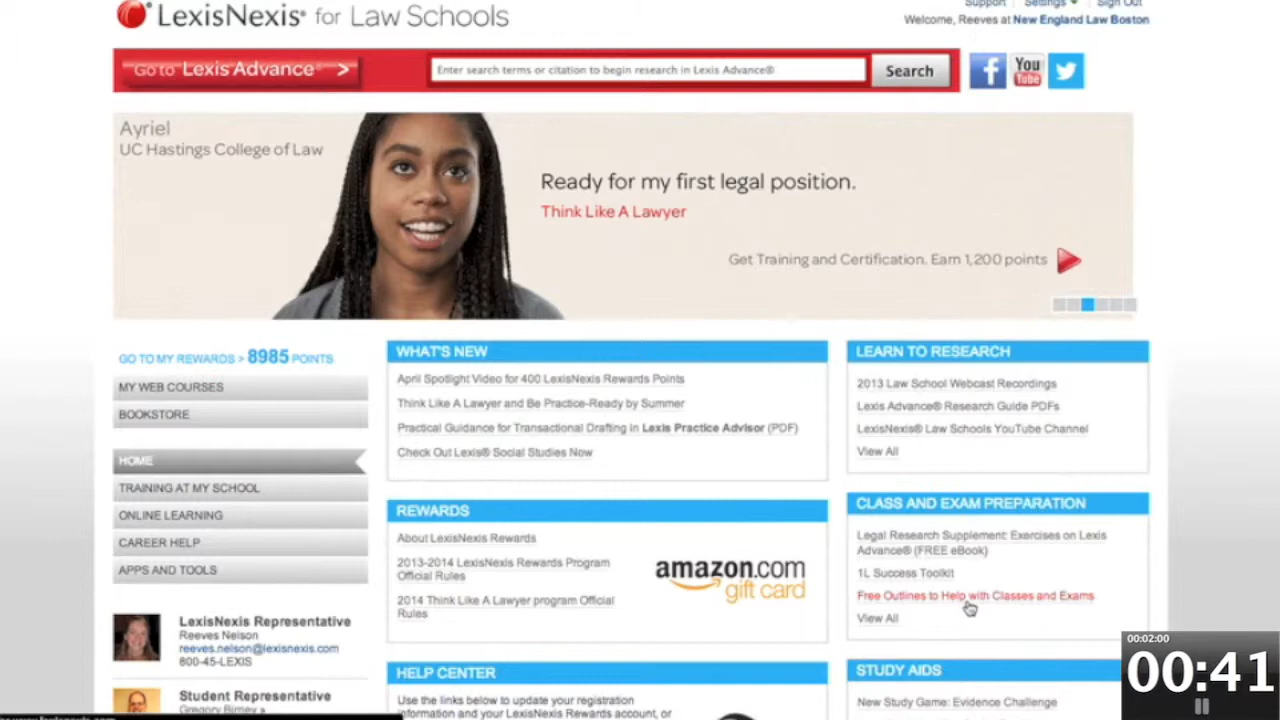 LexisNexis® for Law Schools
Support Settings Sign Out
Welcome, Reeves at New England Law Boston
Go to Lexis Advance® >
Enter search terms or citation to begin research in Lexis Advance®
Search
f
You Tube
Ayriel
UC Hastings College of Law
Ready for my first legal position.
Think Like A Lawyer
Get Training and Certification. Earn 1,200 points
GO TO MY REWARDS > 8985 POINTS
MY WEB COURSES
BOOKSTORE
HOME
TRAINING AT MY SCHOOL
ONLINE LEARNING
CAREER HELP
APPS AND TOOLS
LexisNexis Representative
Reeves Nelson
reeves.nelson@lexisnexis.com
800-45-LEXIS
Student Representative
Gregory Birney »
WHAT'S NEW
April Spotlight Video for 400 LexisNexis Rewards Points
Think Like A Lawyer and Be Practice-Ready by Summer
Practical Guidance for Transactional Drafting in Lexis Practice Advisor (PDF)
Check Out Lexis® Social Studies Now
REWARDS
About LexisNexis Rewards
2013-2014 LexisNexis Rewards Program
Official Rules
2014 Think Like A Lawyer program Official
Rules
amazon.com
gift card
HELP CENTER
Use the links below to update your registration
information and your LexisNexis Rewards account, or
LEARN TO RESEARCH
2013 Law School Webcast Recordings
Lexis Advance® Research Guide PDFs
LexisNexis® Law Schools YouTube Channel
View All
CLASS AND EXAM PREPARATION
Legal Research Supplement: Exercises on Lexis
Advance® (FREE eBook)
1L Success Toolkit
Free Outlines to Help with Classes and Exams
View All
STUDY AIDS
New Study Game: Evidence Challenge
00:02:00
00:41